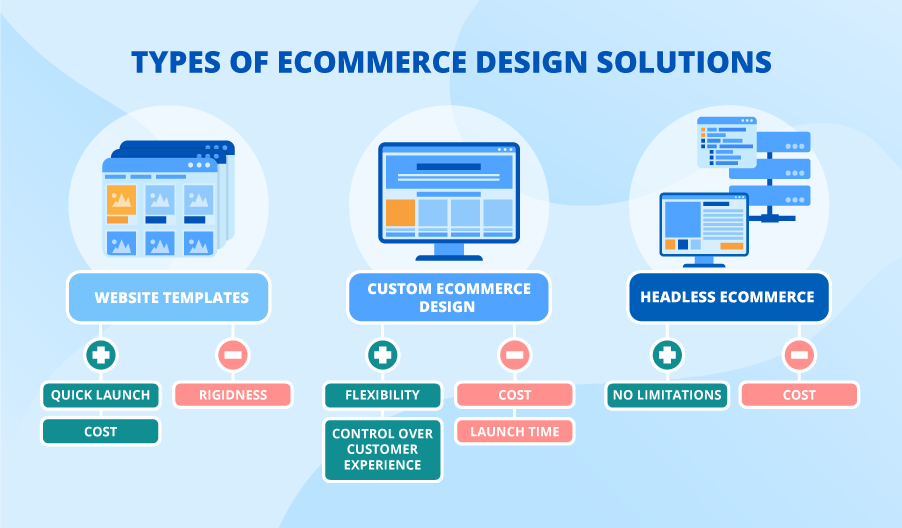 TYPES OF ECOMMERCE DESIGN SOLUTIONS
WEBSITE TEMPLATES
QUICK LAUNCH
COST
RIGIDNESS
CUSTOM ECOMMERCE
DESIGN
FLEXIBILITY
CONTROL OVER
CUSTOMER
EXPERIENCE
COST
LAUNCH TIME
HEADLESS ECOMMERCE
NO LIMITATIONS
COST